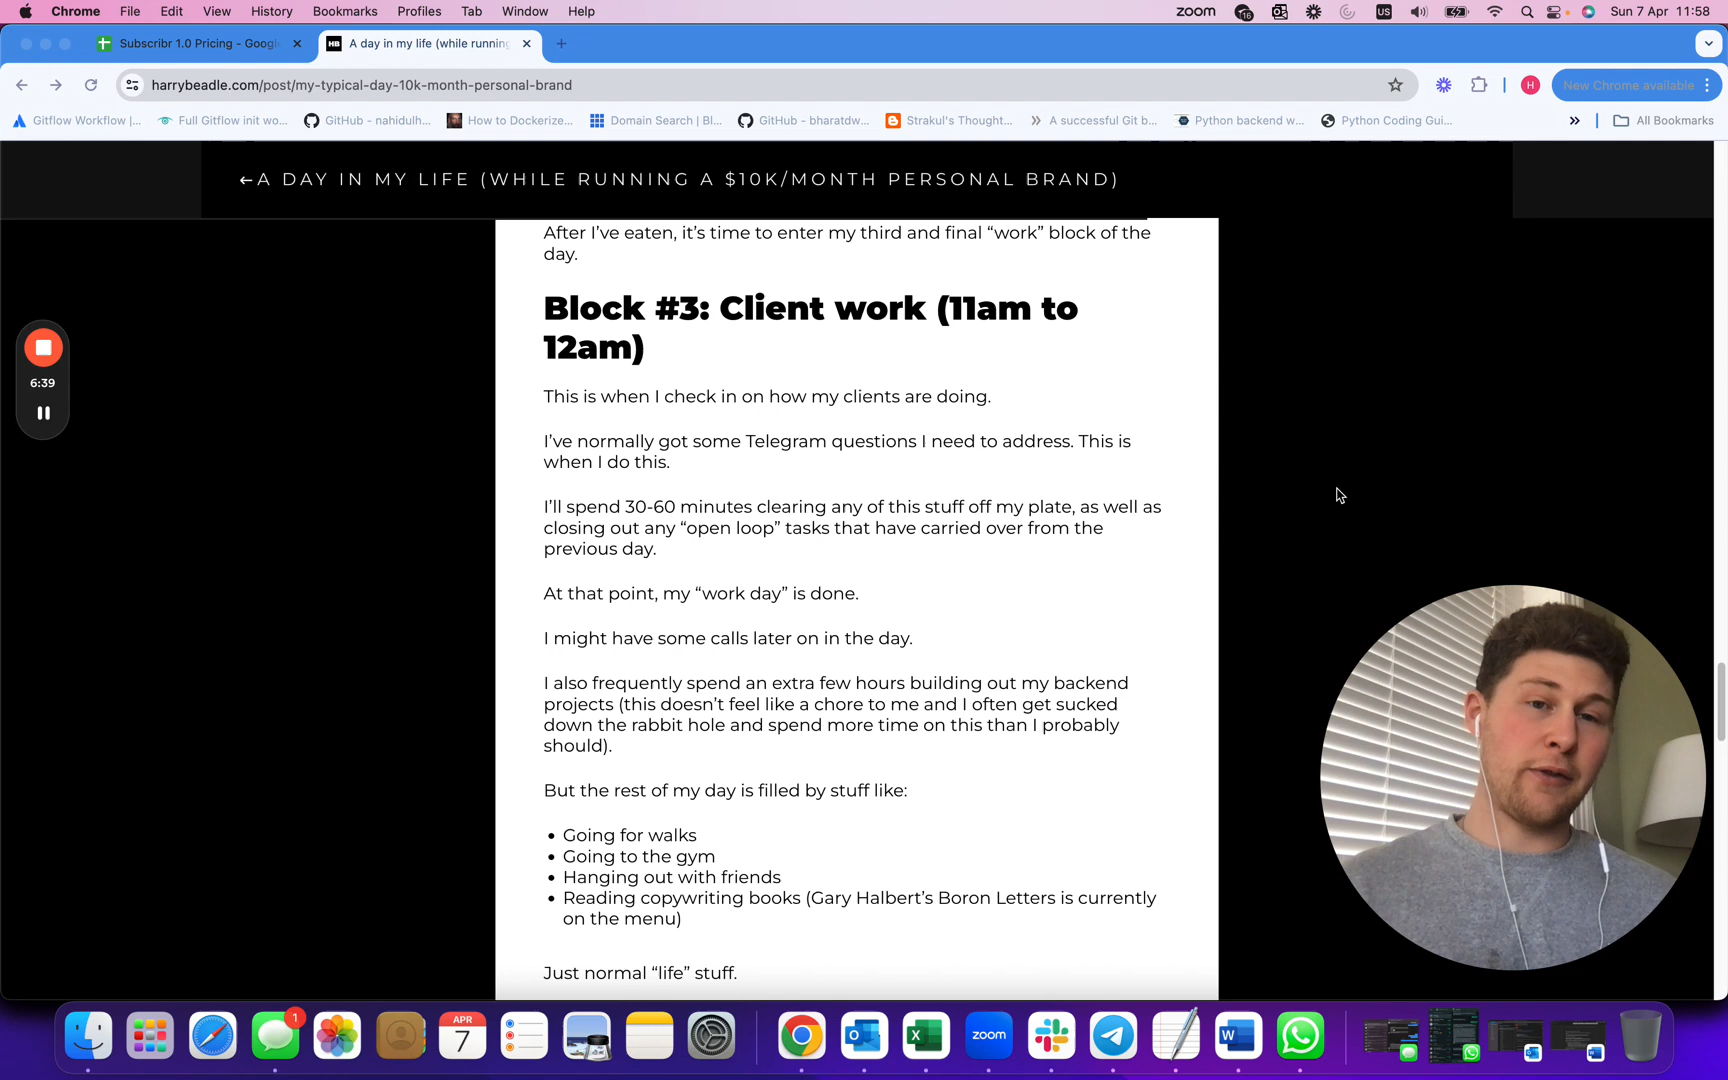 Chrome File Edit View History Bookmarks Profiles Tab Window Help zoom 16 US Sun 7 Apr 11:58
Subscribr 1.0 Pricing - Google
HB A day in my life (while running
harrybeadle.com/post/my-typical-day-10k-month-personal-brand
H New Chrome available
Gitflow Workflow |... Full Gitflow init wo... GitHub - nahidulh... How to Dockerize... Domain Search | Bl... GitHub - bharatdw... Strakul's Thought... A successful Git b... Python backend w... Python Coding Gui... All Bookmarks
←A DAY IN MY LIFE (WHILE RUNNING A $10K/MONTH PERSONAL BRAND)
After I’ve eaten, it’s time to enter my third and final “work” block of the
day.
Block #3: Client work (11am to
12am)
6:39
This is when I check in on how my clients are doing.
I’ve normally got some Telegram questions I need to address. This is
when I do this.
I’ll spend 30-60 minutes clearing any of this stuff off my plate, as well as
closing out any “open loop” tasks that have carried over from the
previous day.
At that point, my “work day” is done.
I might have some calls later on in the day.
I also frequently spend an extra few hours building out my backend
projects (this doesn’t feel like a chore to me and I often get sucked
down the rabbit hole and spend more time on this than I probably
should).
But the rest of my day is filled by stuff like:
• Going for walks
• Going to the gym
• Hanging out with friends
• Reading copywriting books (Gary Halbert’s Boron Letters is currently
on the menu)
Just normal “life” stuff.
1
APR
7
zoom